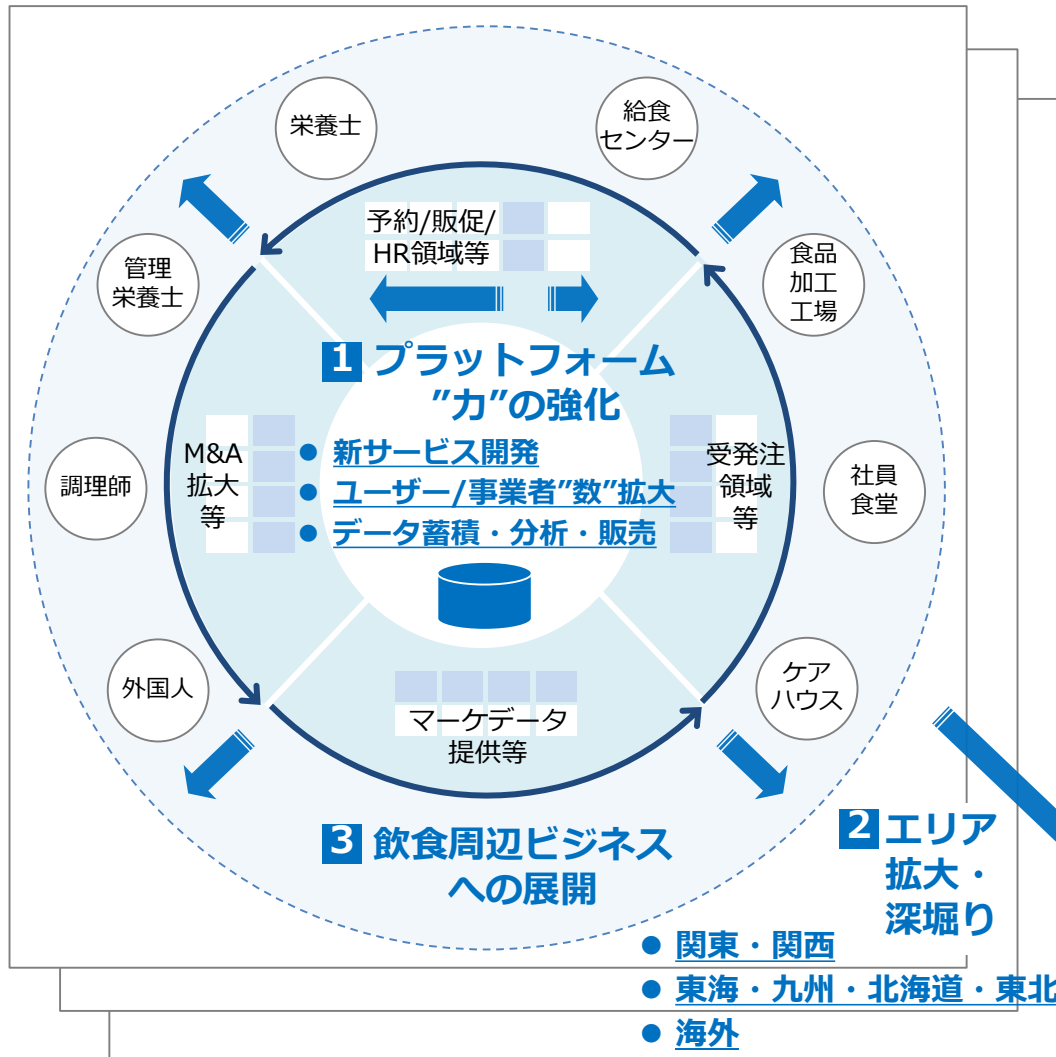 栄養士
給食
センター
予約/販促/
HR領域等
管理
栄養士
食品
加工
工場
1 プラットフォーム
”力”の強化
● 新サービス開発
● ユーザー/事業者”数”拡大
● データ蓄積・分析・販売
M&A
拡大
等
受発注
領域
等
調理師
社員
食堂
外国人
ケア
ハウス
マーケデータ
提供等
3 飲食周辺ビジネス
への展開
2 エリア
拡大・
深堀り
● 関東・関西
● 東海・九州・北海道・東北
● 海外